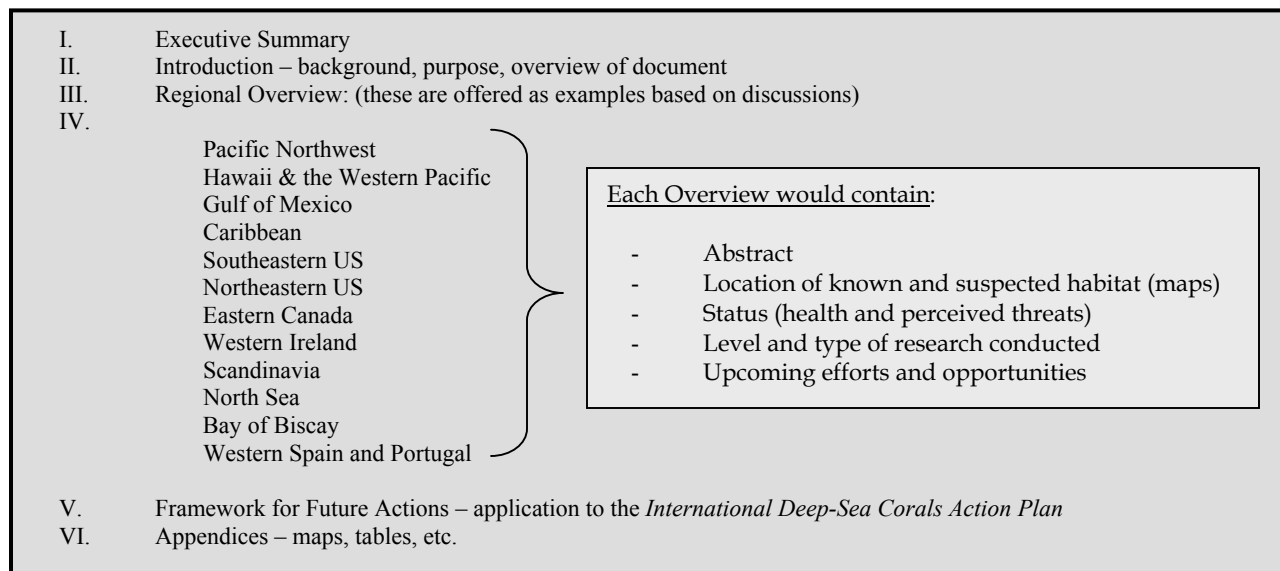 I. Executive Summary
II. Introduction – background, purpose, overview of document
III. Regional Overview: (these are offered as examples based on discussions)
IV.
Pacific Northwest
Hawaii & the Western Pacific
Gulf of Mexico
Caribbean
Southeastern US
Northeastern US
Eastern Canada
Western Ireland
Scandinavia
North Sea
Bay of Biscay
Western Spain and Portugal
Each Overview would contain:
- Abstract
- Location of known and suspected habitat (maps)
- Status (health and perceived threats)
- Level and type of research conducted
- Upcoming efforts and opportunities
V. Framework for Future Actions – application to the International Deep-Sea Corals Action Plan
VI. Appendices – maps, tables, etc.